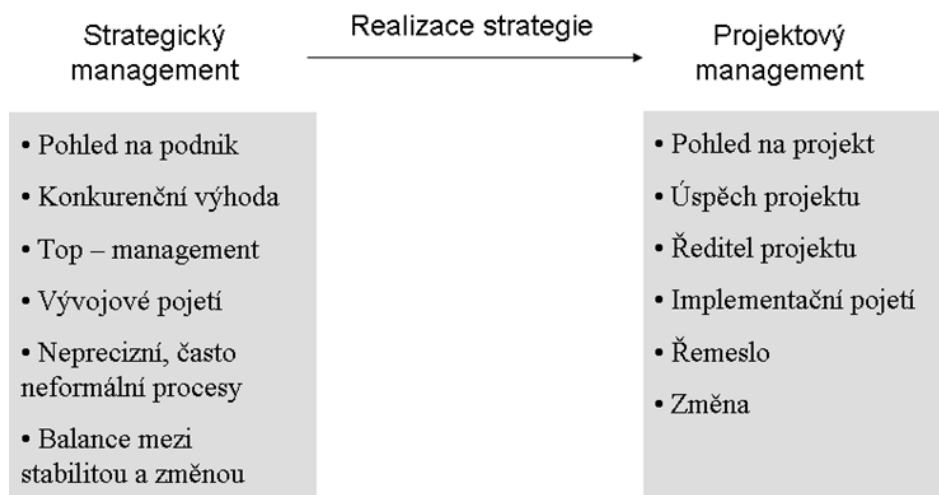 Strategický
management
Realizace strategie
Projektový
management
• Pohled na podnik
• Konkurenční výhoda
• Top – management
• Vývojové pojetí
• Neprecizní, často
neformální procesy
• Balance mezi
stabilitou a změnou
• Pohled na projekt
• Úspěch projektu
• Ředitel projektu
• Implementační pojetí
• Řemeslo
• Změna